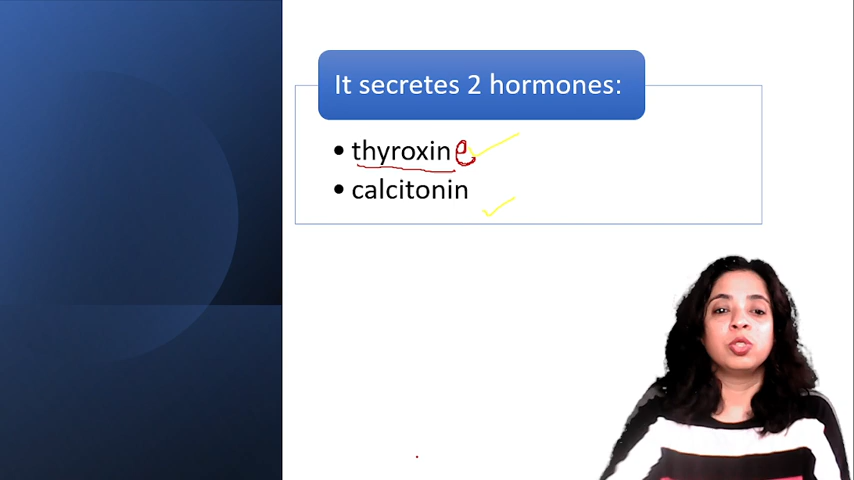 It secretes 2 hormones:
• thyroxine
• calcitonin